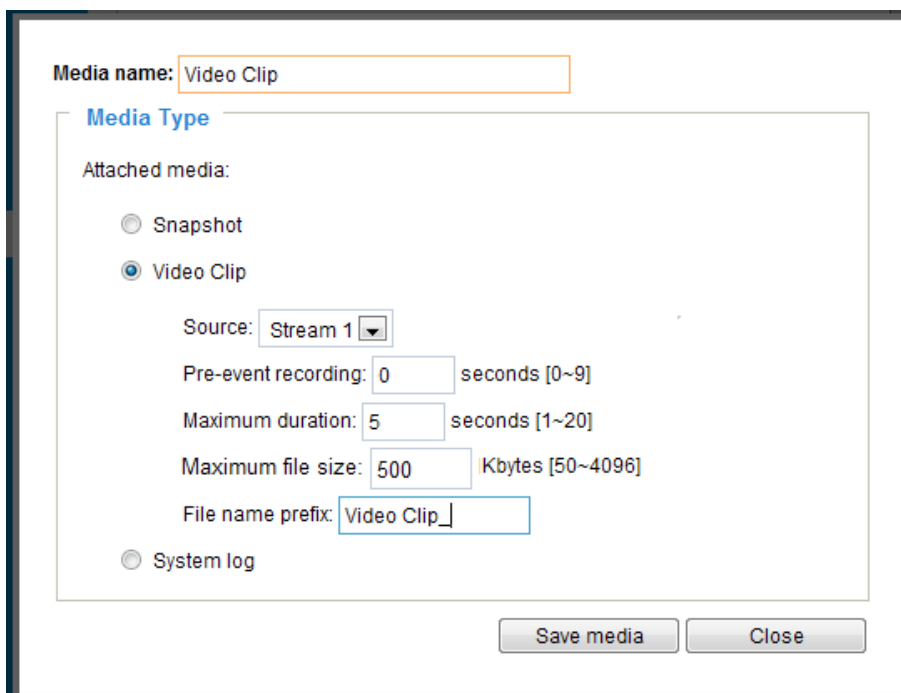 Media name: Video Clip
Media Type
Attached media:
Snapshot
Video Clip
Source: Stream 1
Pre-event recording: 0 seconds [0~9]
Maximum duration: 5 seconds [1~20]
Maximum file size: 500 Kbytes [50~4096]
File name prefix: Video Clip_
System log
Save media Close